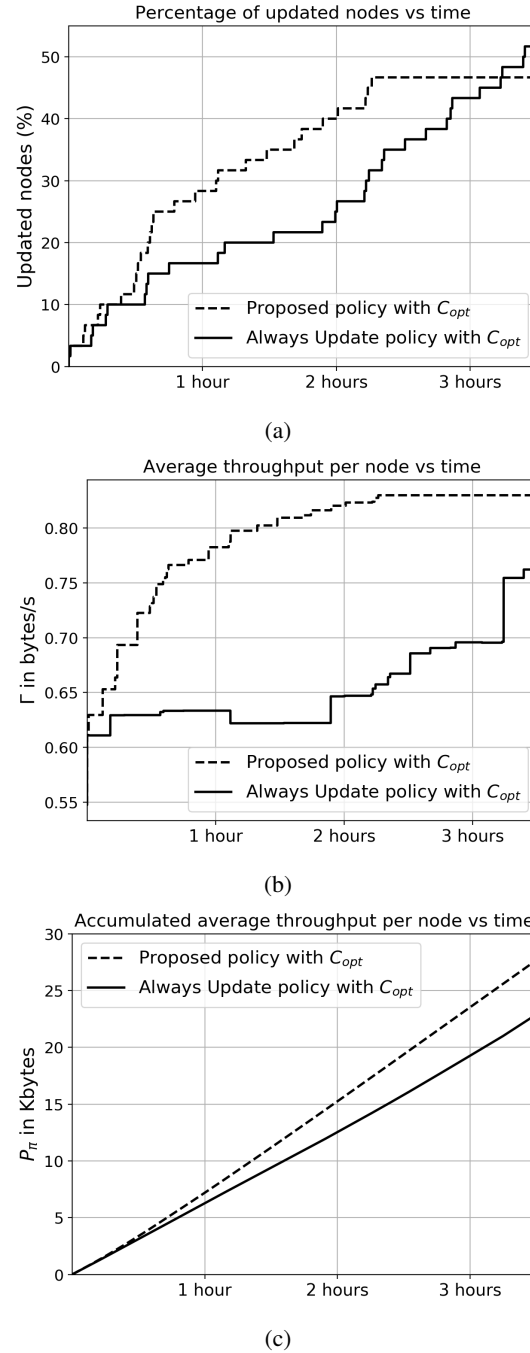 Percentage of updated nodes vs time
Updated nodes (%)
50
40
30
20
10
0
Proposed policy with C_opt
Always Update policy with C_opt
1 hour 2 hours 3 hours
(a)
Average throughput per node vs time
Γ in bytes/s
0.80
0.75
0.70
0.65
0.60
0.55
Proposed policy with C_opt
Always Update policy with C_opt
1 hour 2 hours 3 hours
(b)
Accumulated average throughput per node vs time
P_π in Kbytes
30
25
20
15
10
5
0
Proposed policy with C_opt
Always Update policy with C_opt
1 hour 2 hours 3 hours
(c)